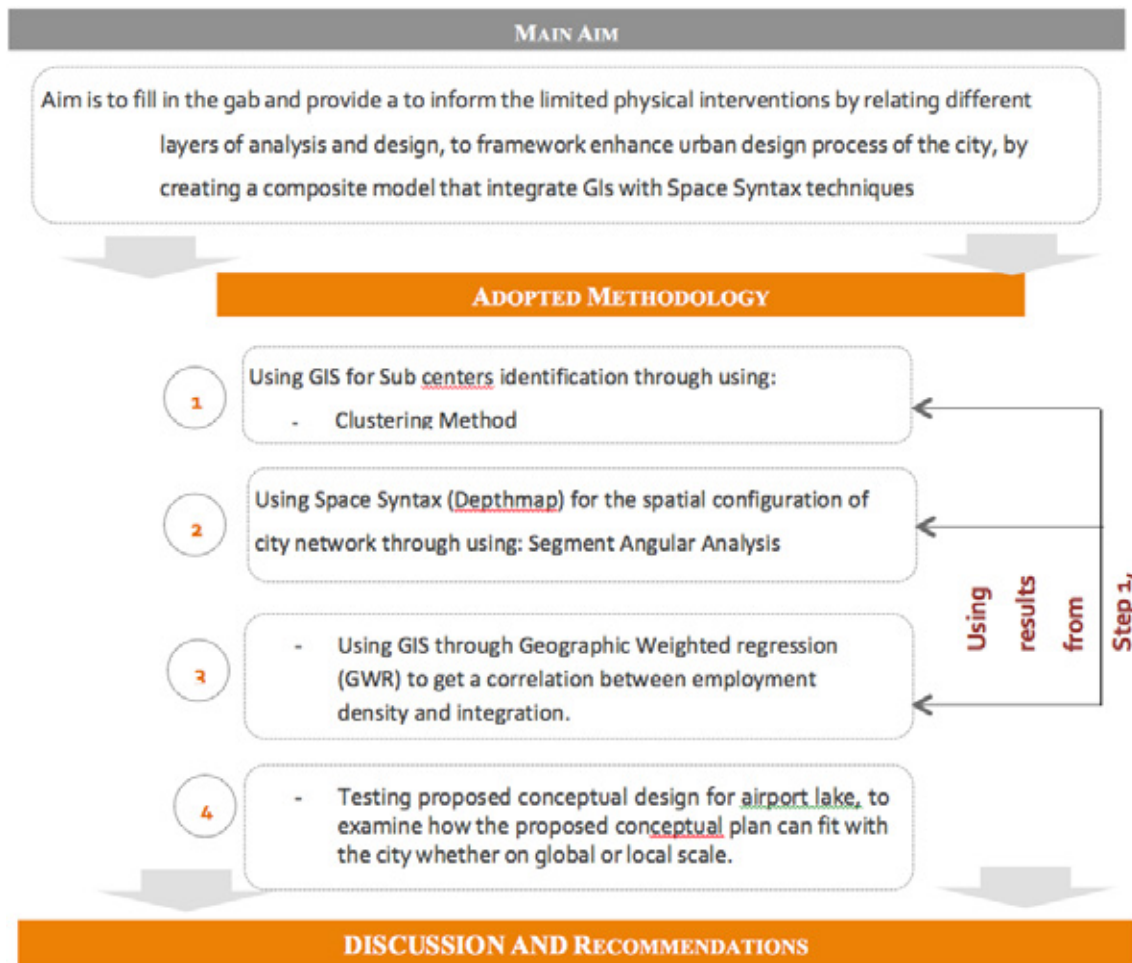 MAIN AIM
Aim is to fill in the gab and provide a to inform the limited physical interventions by relating different
layers of analysis and design, to framework enhance urban design process of the city, by
creating a composite model that integrate GIs with Space Syntax techniques
ADOPTED METHODOLOGY
1
Using GIS for Sub centers identification through using:
- Clustering Method
2
Using Space Syntax (Depthmap) for the spatial configuration of
city network through using: Segment Angular Analysis
3
- Using GIS through Geographic Weighted regression
(GWR) to get a correlation between employment
density and integration.
Using
results
from
Step 1,
4
- Testing proposed conceptual design for airport lake, to
examine how the proposed conceptual plan can fit with
the city whether on global or local scale.
DISCUSSION AND RECOMMENDATIONS